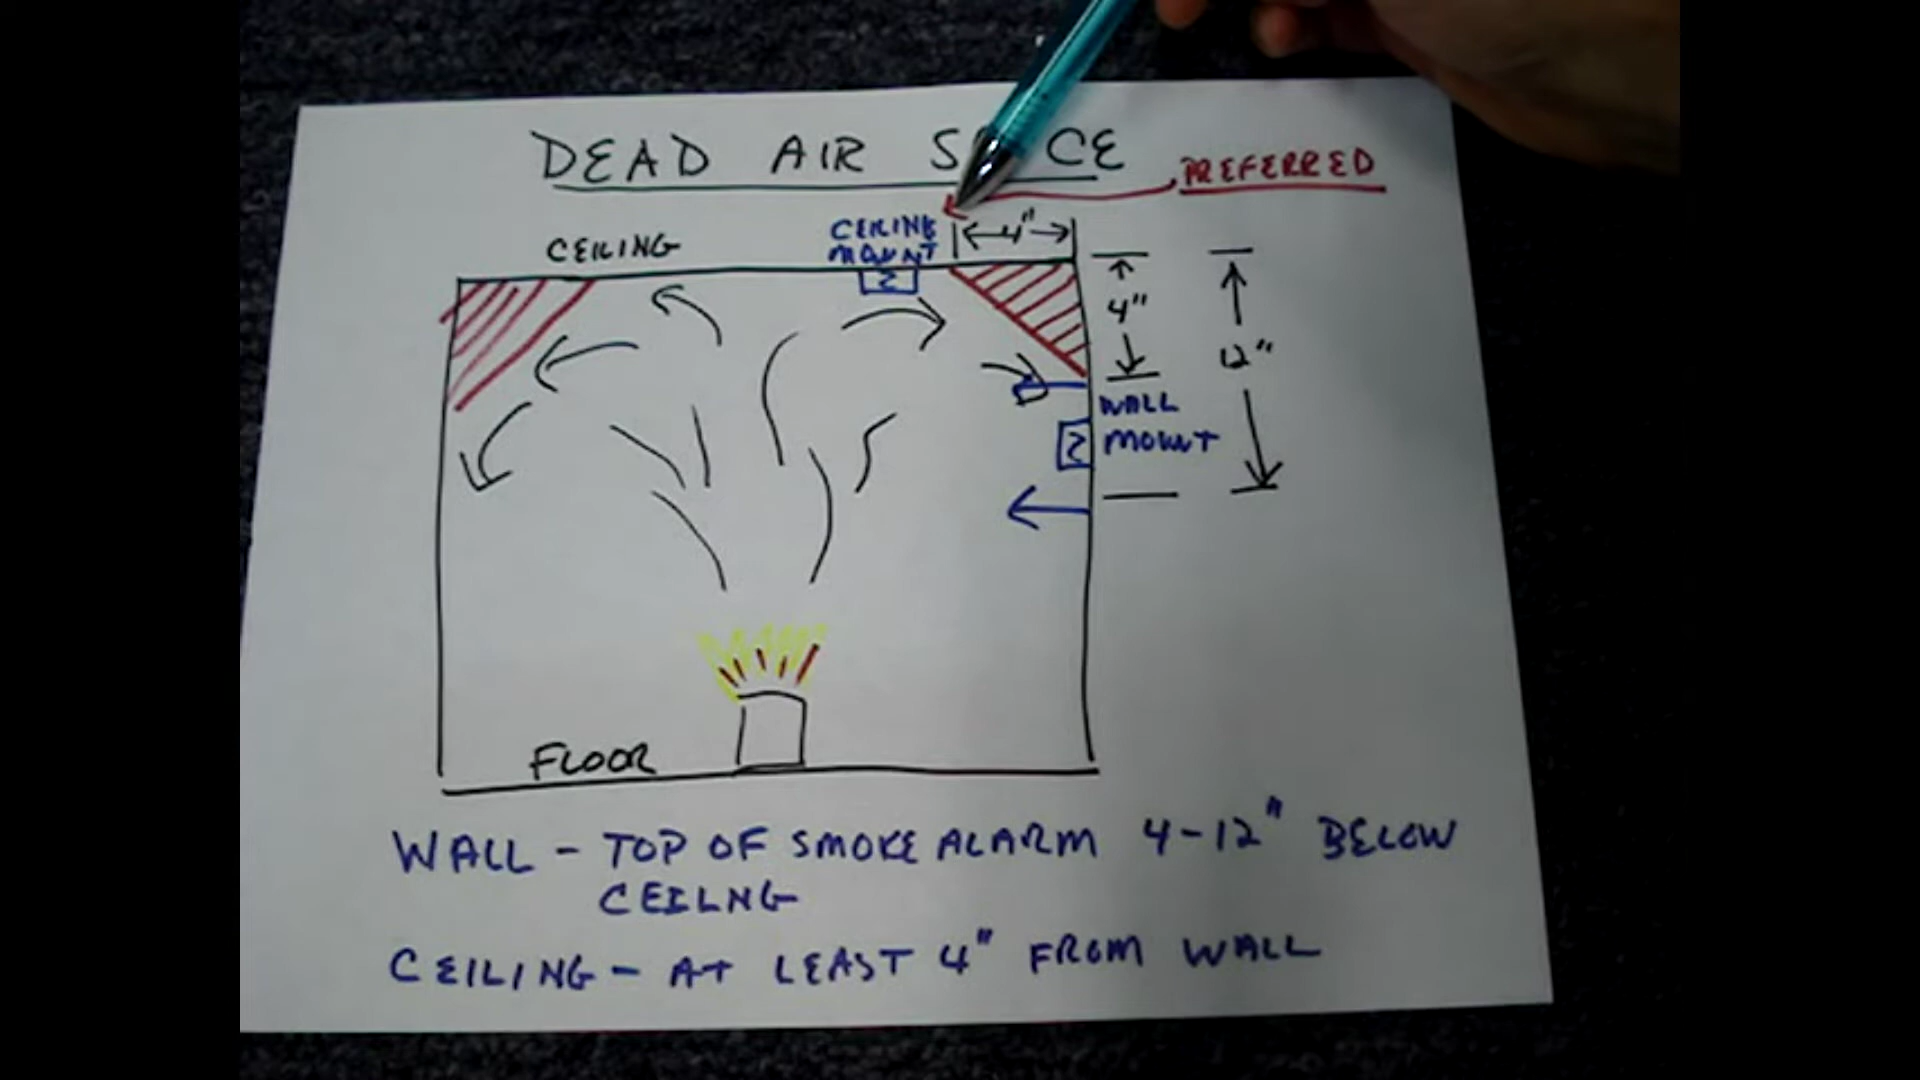 DEAD AIR S CE
PREFERRED
CEILING
CEILING
MOUNT
4"
4"
12"
WALL
MOUNT
FLOOR
WALL - TOP OF SMOKE ALARM 4-12" BELOW
CEILNG
CEILING - AT LEAST 4" FROM WALL